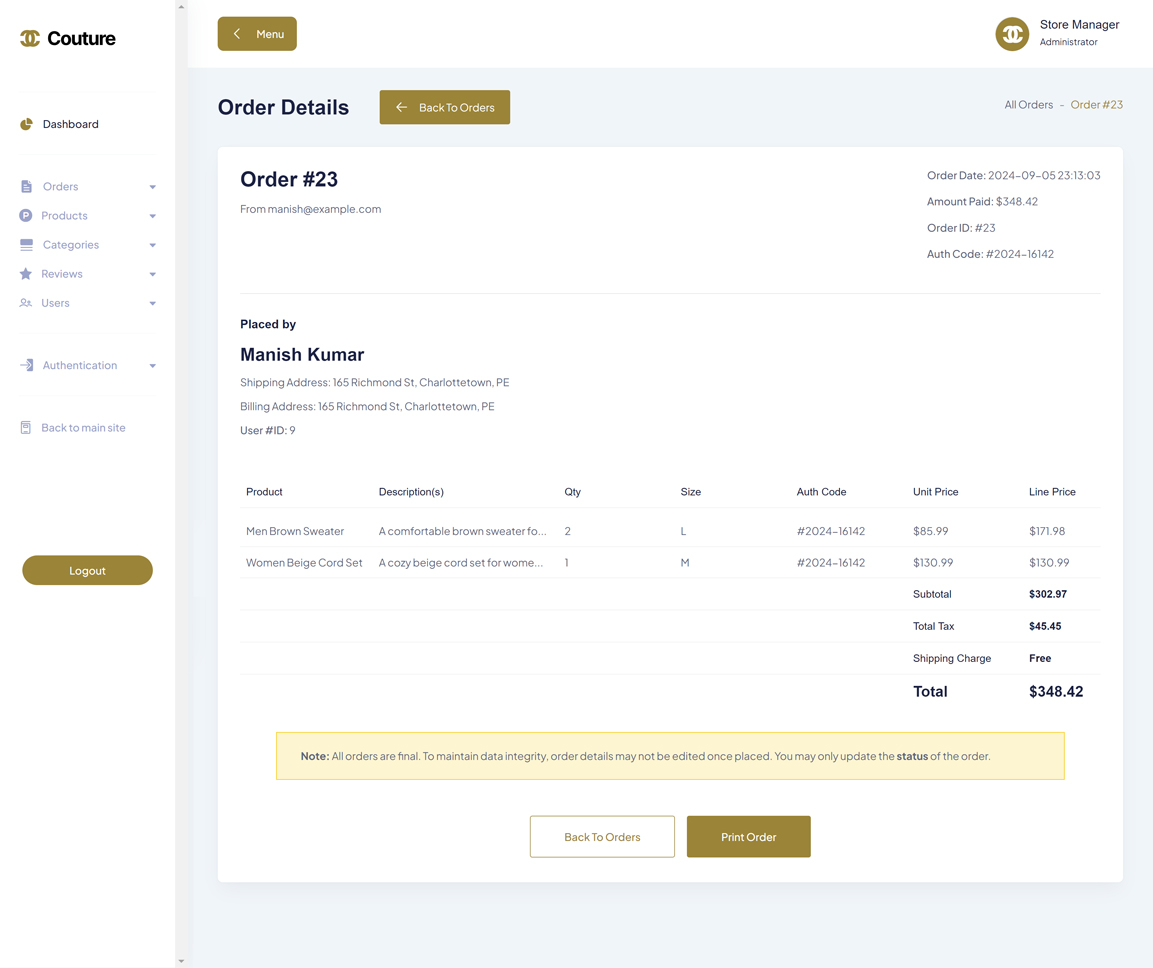 Couture
Menu
Store Manager
Administrator
Dashboard
Orders
Products
Categories
Reviews
Users
Authentication
Back to main site
Logout
Order Details
Back To Orders
All Orders - Order #23
Order #23
From manish@example.com
Order Date: 2024-09-05 23:13:03
Amount Paid: $348.42
Order ID: #23
Auth Code: #2024-16142
Placed by
Manish Kumar
Shipping Address: 165 Richmond St, Charlottetown, PE
Billing Address: 165 Richmond St, Charlottetown, PE
User #ID: 9
Product Description(s) Qty Size Auth Code Unit Price Line Price
Men Brown Sweater A comfortable brown sweater fo... 2 L #2024-16142 $85.99 $171.98
Women Beige Cord Set A cozy beige cord set for wome... 1 M #2024-16142 $130.99 $130.99
Subtotal $302.97
Total Tax $45.45
Shipping Charge Free
Total $348.42
Note: All orders are final. To maintain data integrity, order details may not be edited once placed. You may only update the status of the order.
Back To Orders
Print Order